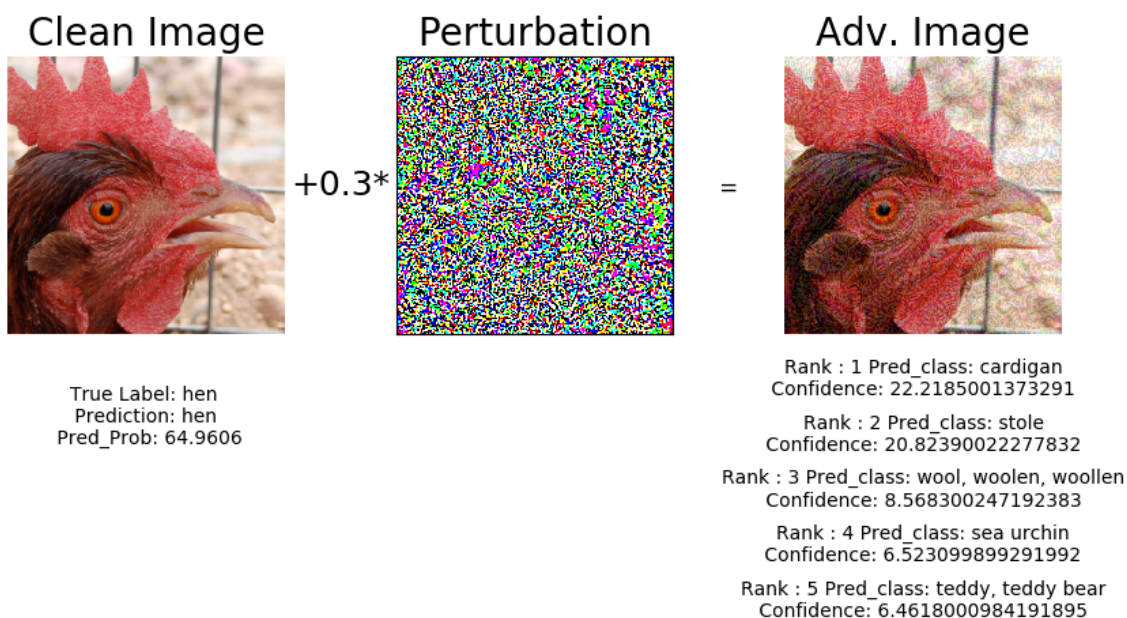 Clean Image
Perturbation
Adv. Image
+0.3*
=
True Label: hen
Prediction: hen
Pred_Prob: 64.9606
Rank : 1 Pred_class: cardigan
Confidence: 22.2185001373291
Rank : 2 Pred_class: stole
Confidence: 20.82390022277832
Rank : 3 Pred_class: wool, woolen, woollen
Confidence: 8.568300247192383
Rank : 4 Pred_class: sea urchin
Confidence: 6.523099899291992
Rank : 5 Pred_class: teddy, teddy bear
Confidence: 6.4618000984191895